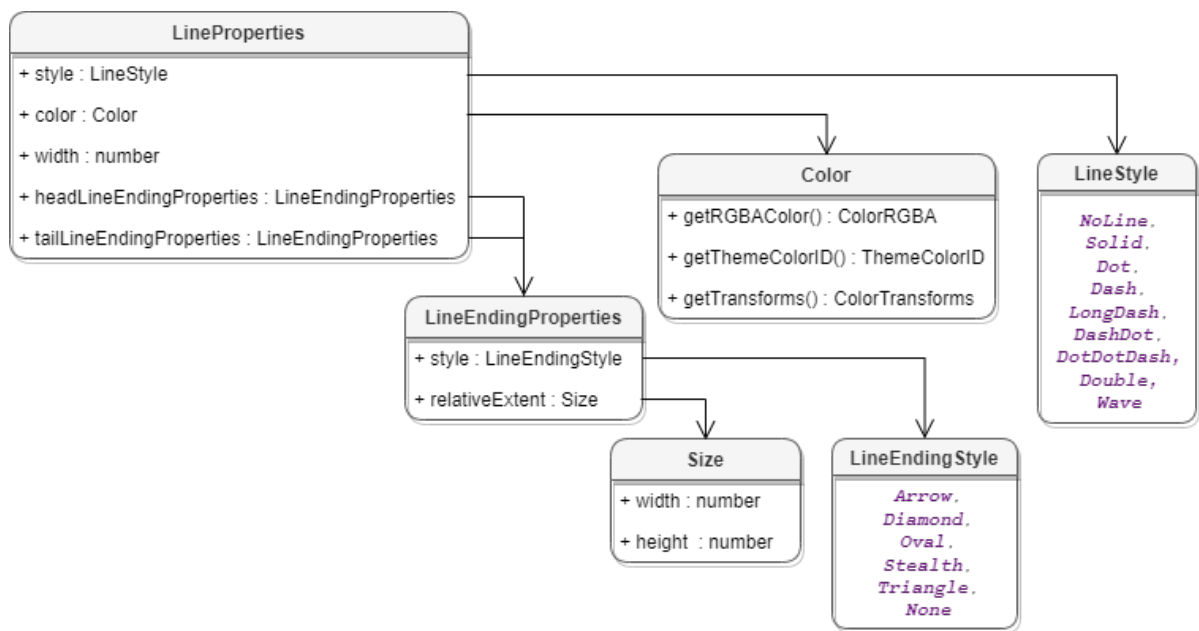 LineProperties
+ style : LineStyle
+ color : Color
+ width : number
+ headLineEndingProperties : LineEndingProperties
+ tailLineEndingProperties : LineEndingProperties
Color
+ getRGBAColor() : ColorRGBA
+ getThemeColorID() : ThemeColorID
+ getTransforms() : ColorTransforms
LineStyle
NoLine,
Solid,
Dot,
Dash,
LongDash,
DashDot,
DotDotDash,
Double,
Wave
LineEndingProperties
+ style : LineEndingStyle
+ relativeExtent : Size
Size
+ width : number
+ height : number
LineEndingStyle
Arrow,
Diamond,
Oval,
Stealth,
Triangle,
None